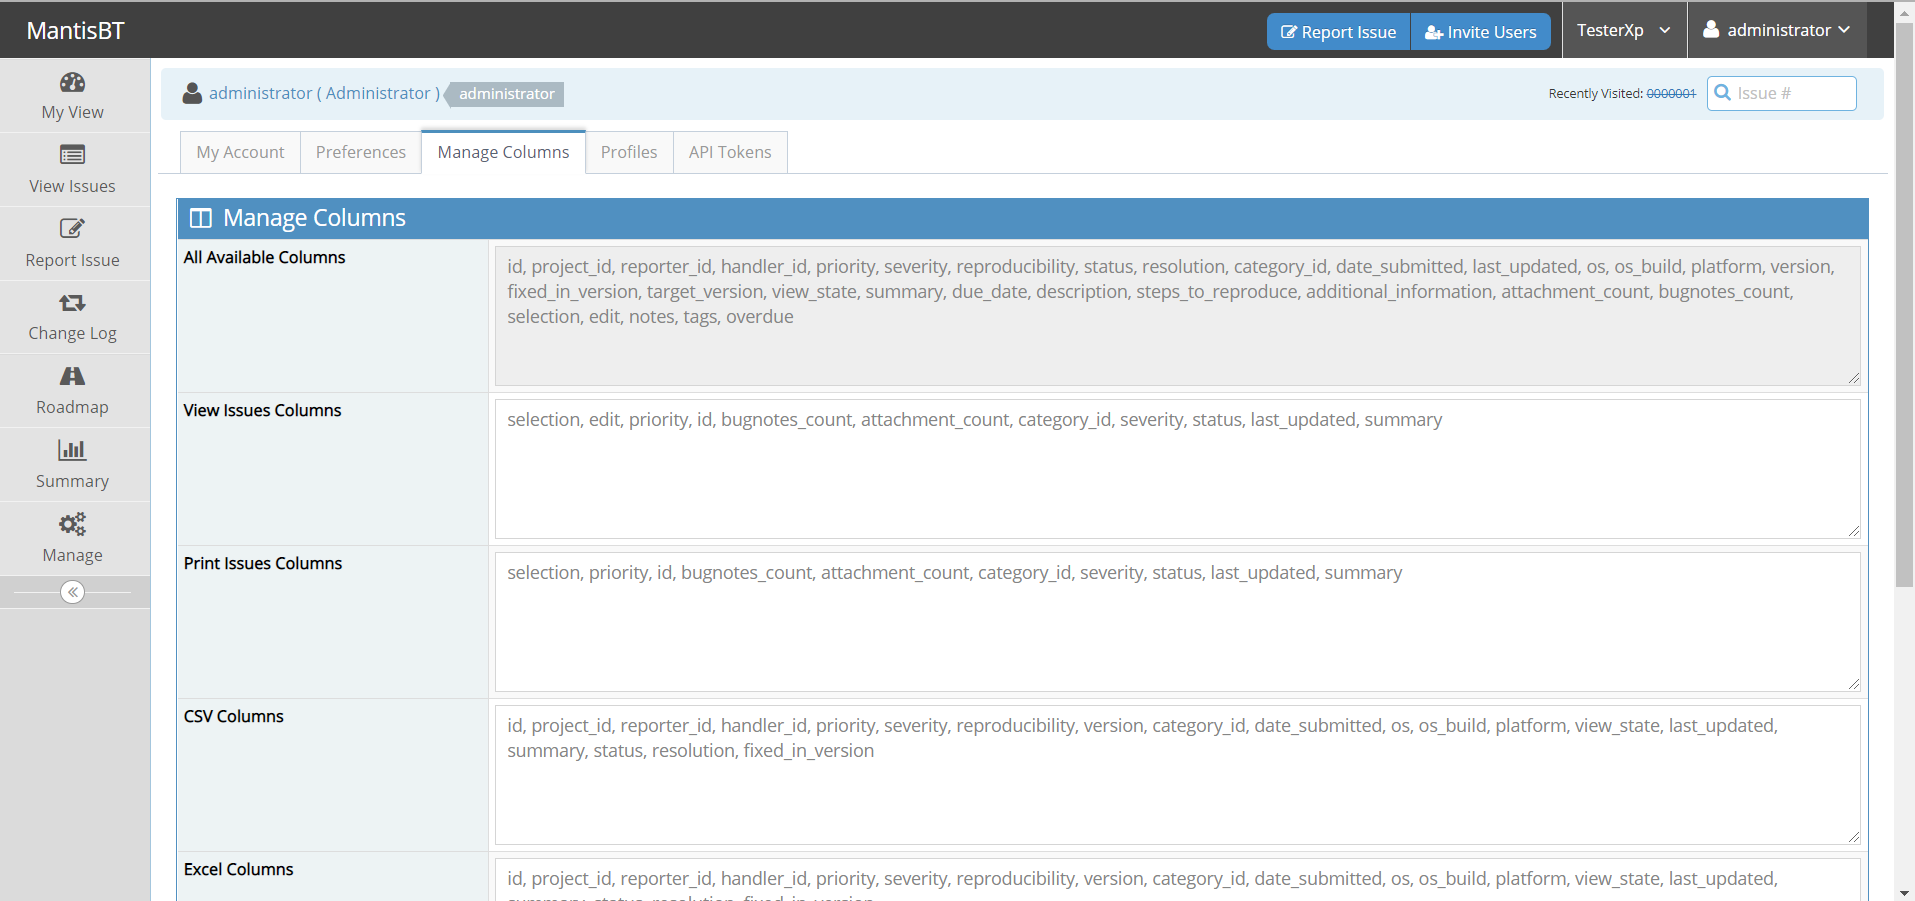 MantisBT
Report Issue
Invite Users
TesterXp
administrator
My View
View Issues
Report Issue
Change Log
Roadmap
Summary
Manage
administrator ( Administrator )
administrator
Recently Visited: 0000001
Issue #
My Account
Preferences
Manage Columns
Profiles
API Tokens
Manage Columns
All Available Columns
id, project_id, reporter_id, handler_id, priority, severity, reproducibility, status, resolution, category_id, date_submitted, last_updated, os, os_build, platform, version,
fixed_in_version, target_version, view_state, summary, due_date, description, steps_to_reproduce, additional_information, attachment_count, bugnotes_count,
selection, edit, notes, tags, overdue
View Issues Columns
selection, edit, priority, id, bugnotes_count, attachment_count, category_id, severity, status, last_updated, summary
Print Issues Columns
selection, priority, id, bugnotes_count, attachment_count, category_id, severity, status, last_updated, summary
CSV Columns
id, project_id, reporter_id, handler_id, priority, severity, reproducibility, version, category_id, date_submitted, os, os_build, platform, view_state, last_updated,
summary, status, resolution, fixed_in_version
Excel Columns
id, project_id, reporter_id, handler_id, priority, severity, reproducibility, version, category_id, date_submitted, os, os_build, platform, view_state, last_updated,